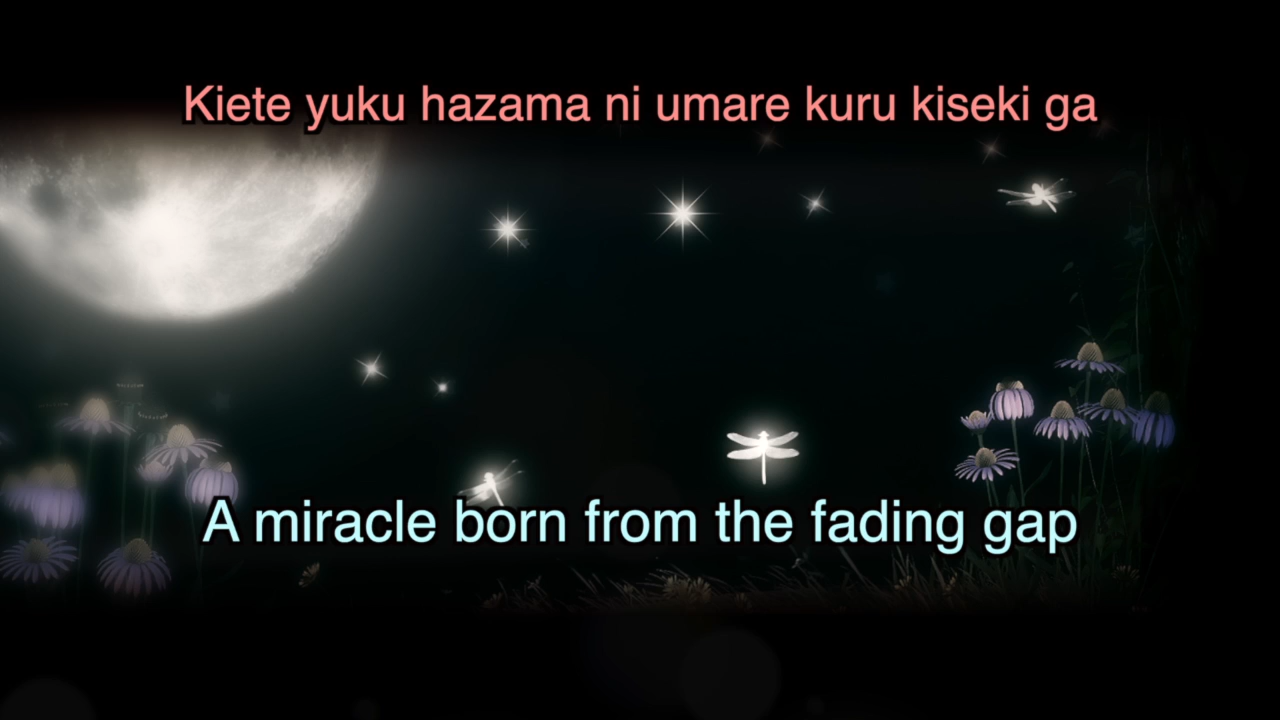 Kiete yuku hazama ni umare kuru kiseki ga
A miracle born from the fading gap